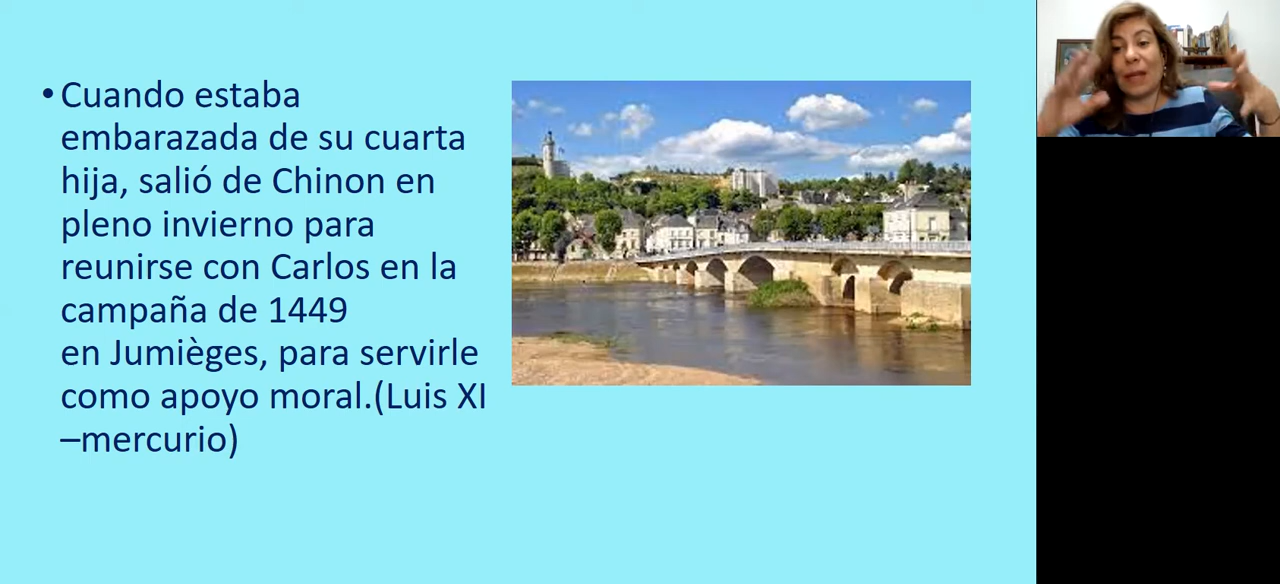 • Cuando estaba
embarazada de su cuarta
hija, salió de Chinon en
pleno invierno para
reunirse con Carlos en la
campaña de 1449
en Jumièges, para servirle
como apoyo moral.(Luis XI
–mercurio)